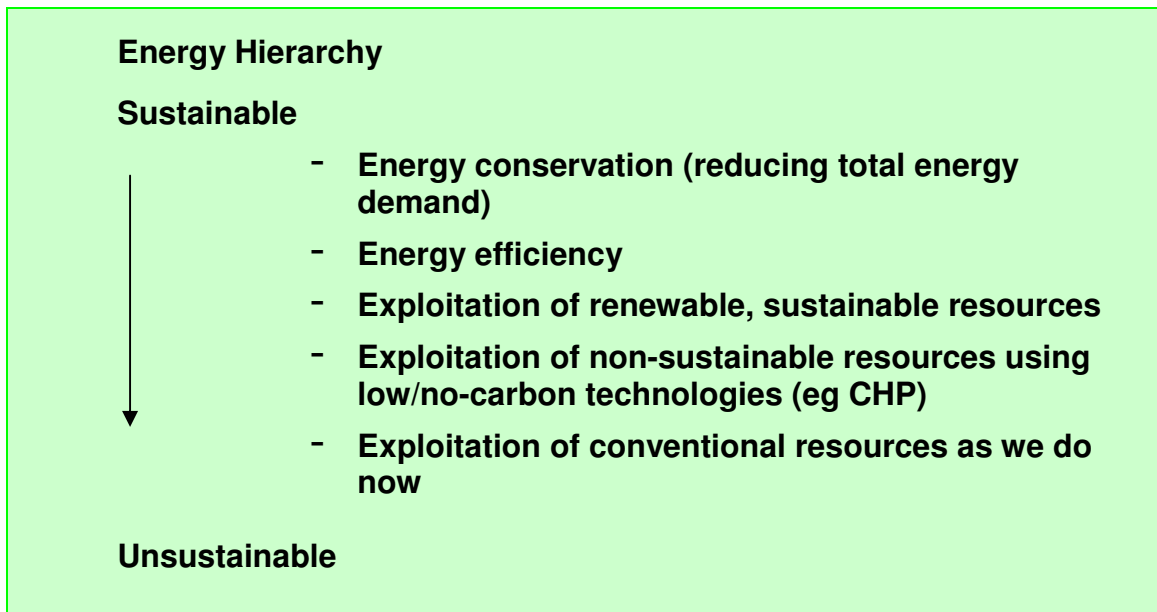 Energy Hierarchy
Sustainable
- Energy conservation (reducing total energy
demand)
- Energy efficiency
- Exploitation of renewable, sustainable resources
- Exploitation of non-sustainable resources using
low/no-carbon technologies (eg CHP)
- Exploitation of conventional resources as we do
now
Unsustainable